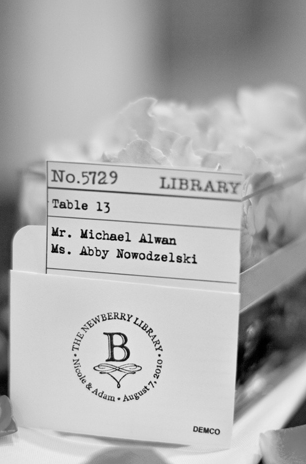 No.5729 LIBRARY
Table 13
Mr. Michael Alwan
Ms. Abby Nowodzelski
THE NEWBERRY LIBRARY
B
Nicole & Adam • August 7, 2010
DEMCO